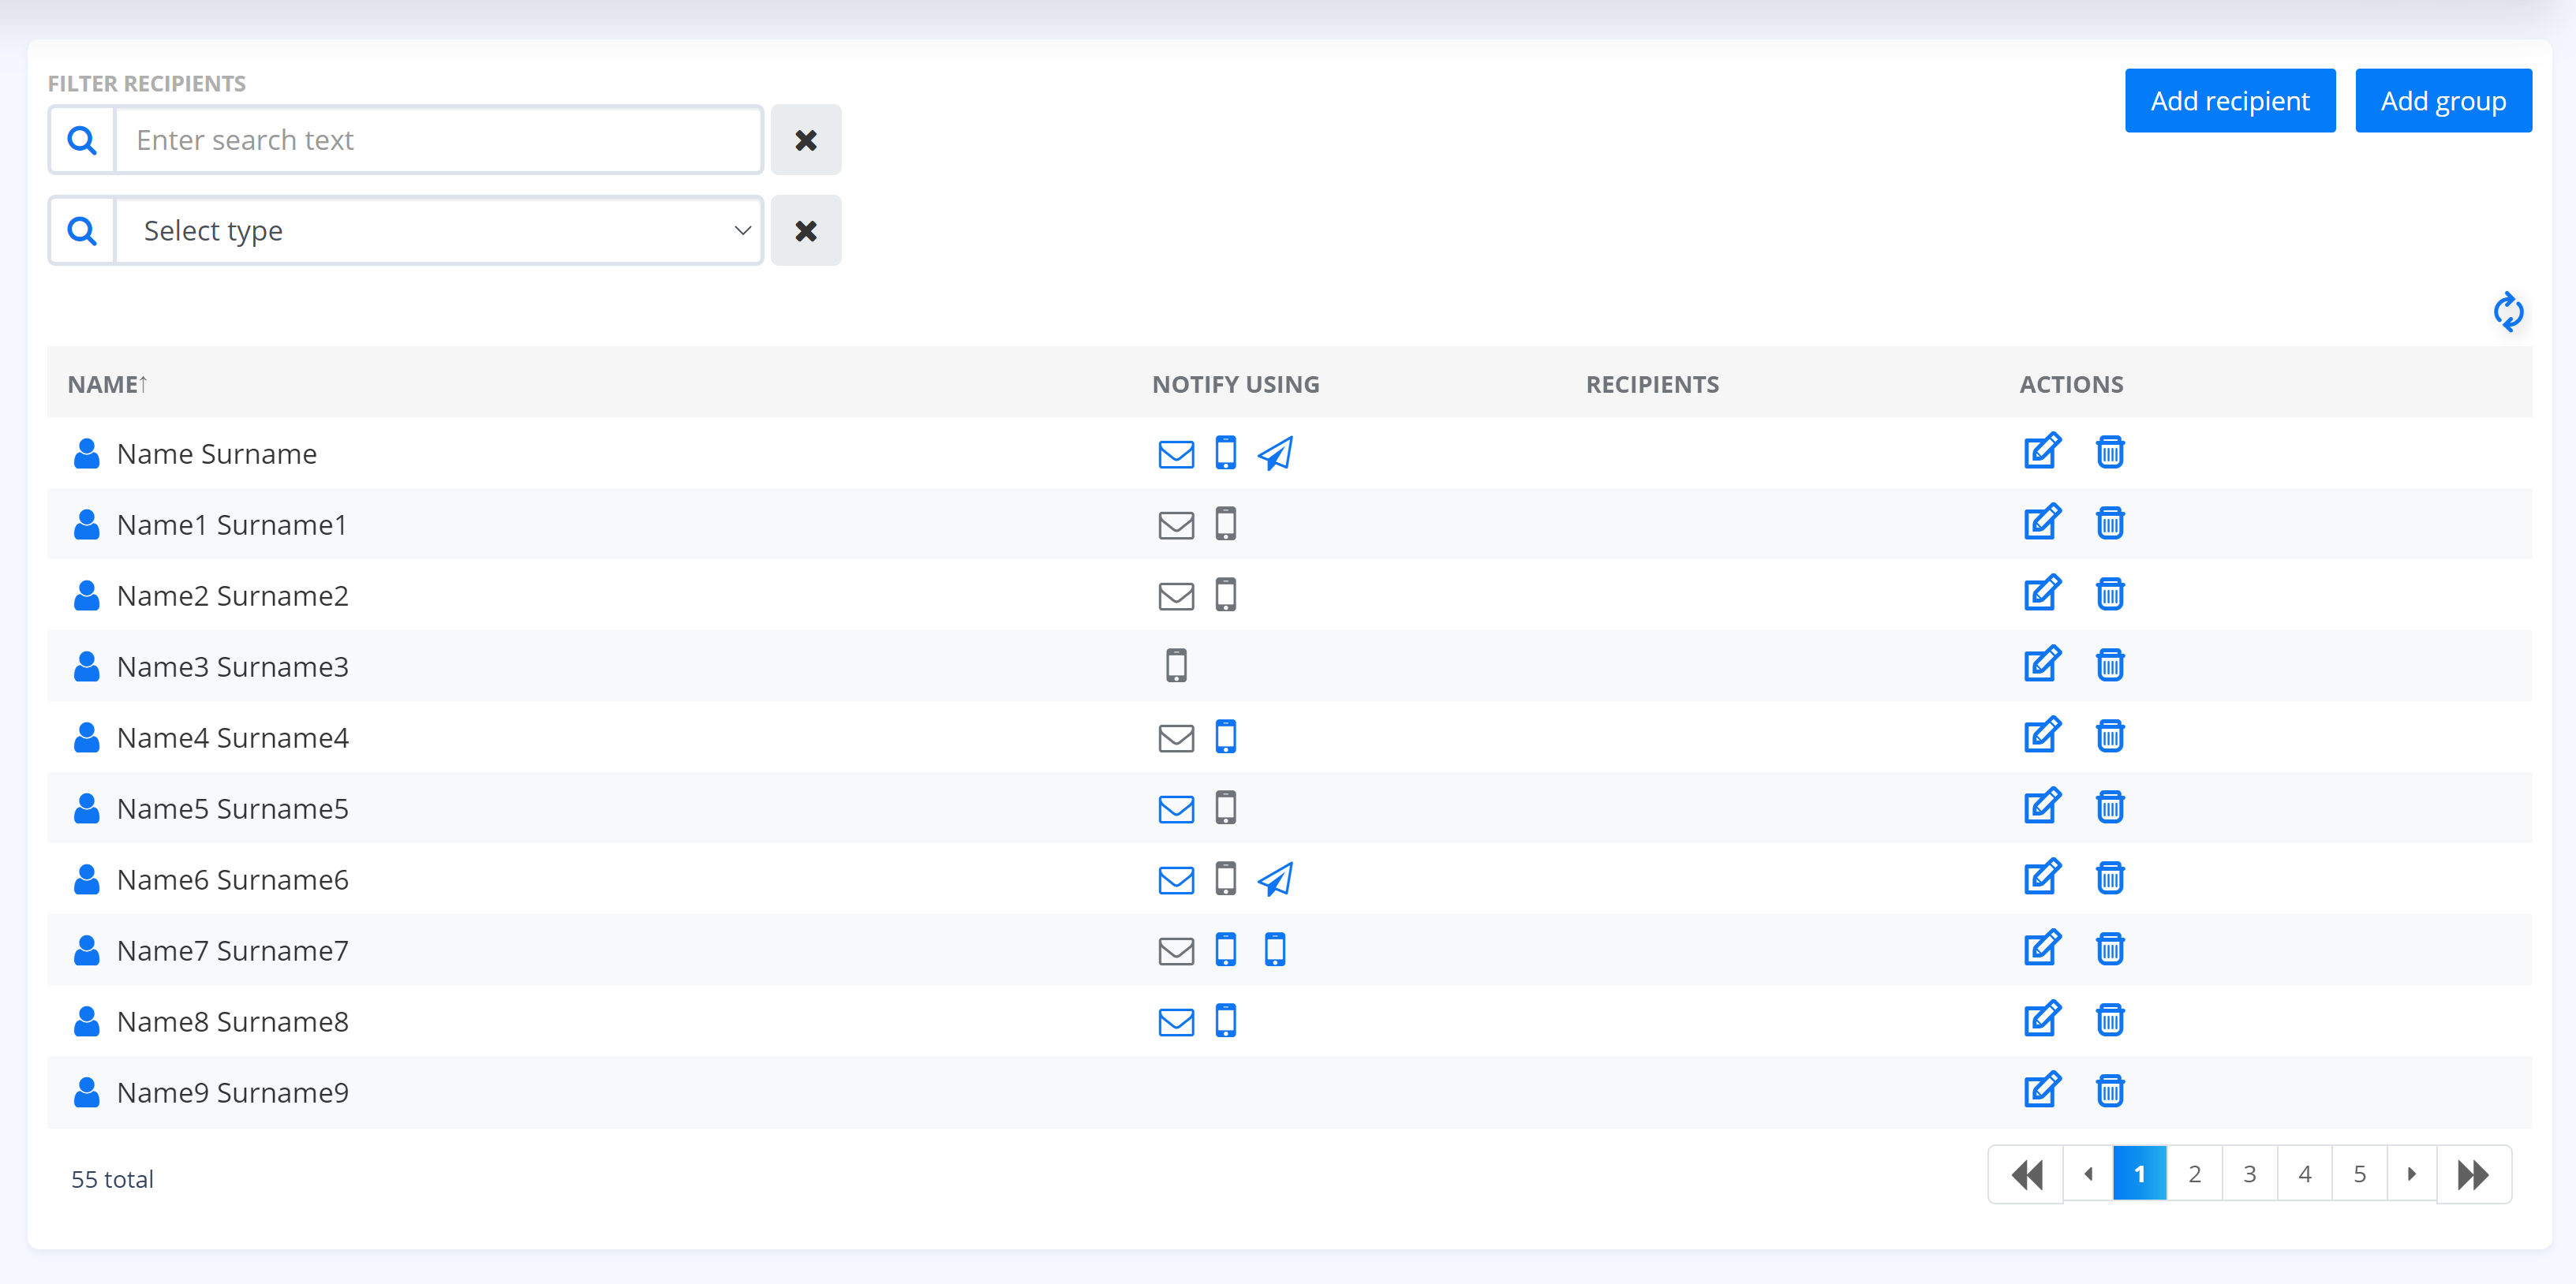 FILTER RECIPIENTS
Add recipient Add group
Enter search text
Select type
NAME↑ NOTIFY USING RECIPIENTS ACTIONS
Name Surname
Name1 Surname1
Name2 Surname2
Name3 Surname3
Name4 Surname4
Name5 Surname5
Name6 Surname6
Name7 Surname7
Name8 Surname8
Name9 Surname9
55 total 1 2 3 4 5